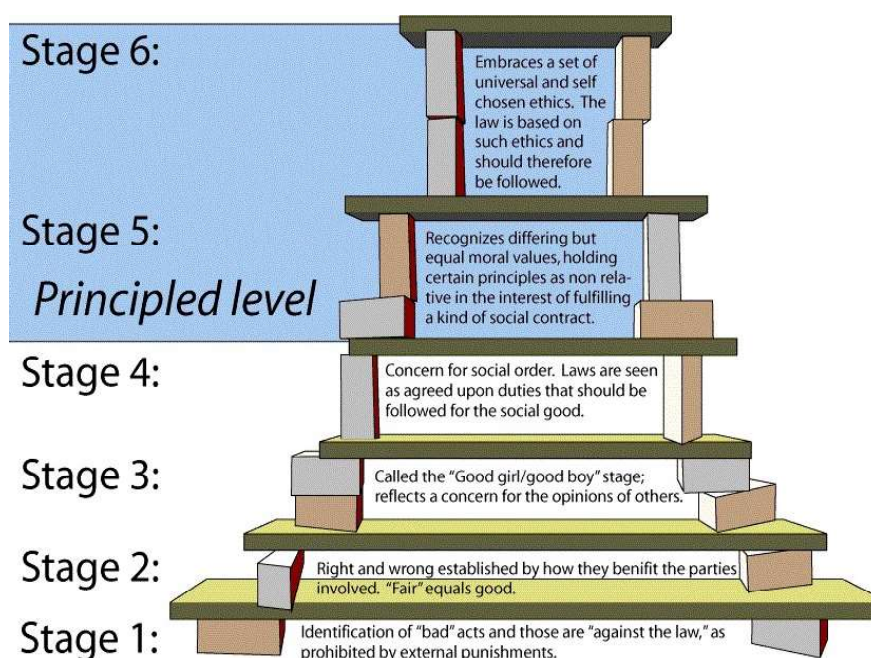 Stage 6:
Embraces a set of
universal and self
chosen ethics. The
law is based on
such ethics and
should therefore
be followed.
Stage 5:
Recognizes differing but
equal moral values, holding
certain principles as non rela-
tive in the interest of fulfilling
a kind of social contract.
Principled level
Stage 4:
Concern for social order. Laws are seen
as agreed upon duties that should be
followed for the social good.
Stage 3:
Called the "Good girl/good boy" stage;
reflects a concern for the opinions of others.
Stage 2:
Right and wrong established by how they benifit the parties
involved. "Fair" equals good.
Stage 1:
Identification of "bad" acts and those are "against the law," as
prohibited by external punishments.